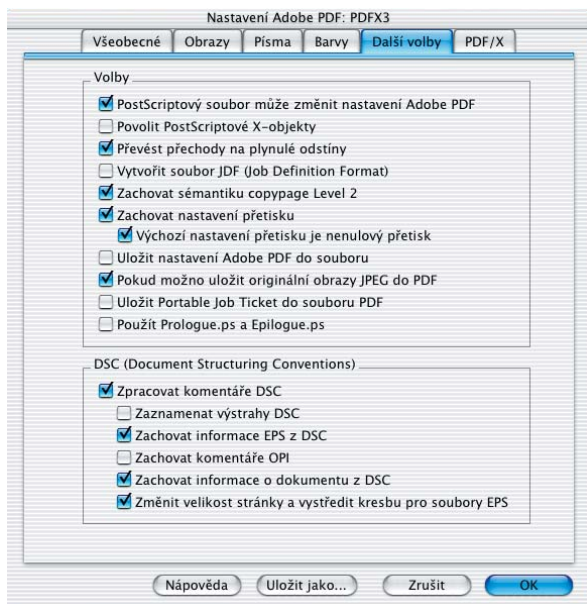 Nastavení Adobe PDF: PDFX3
Všeobecné Obrazy Písma Barvy Další volby PDF/X
Volby
PostScriptový soubor může změnit nastavení Adobe PDF
Povolit PostScriptové X-objekty
Převést přechody na plynulé odstíny
Vytvořit soubor JDF (Job Definition Format)
Zachovat sémantiku copypage Level 2
Zachovat nastavení přetisku
Výchozí nastavení přetisku je nenulový přetisk
Uložit nastavení Adobe PDF do souboru
Pokud možno uložit originální obrazy JPEG do PDF
Uložit Portable Job Ticket do souboru PDF
Použít Prologue.ps a Epilogue.ps
DSC (Document Structuring Conventions)
Zpracovat komentáře DSC
Zaznamenat výstrahy DSC
Zachovat informace EPS z DSC
Zachovat komentáře OPI
Zachovat informace o dokumentu z DSC
Změnit velikost stránky a vystředit kresbu pro soubory EPS
Nápověda Uložit jako... Zrušit OK